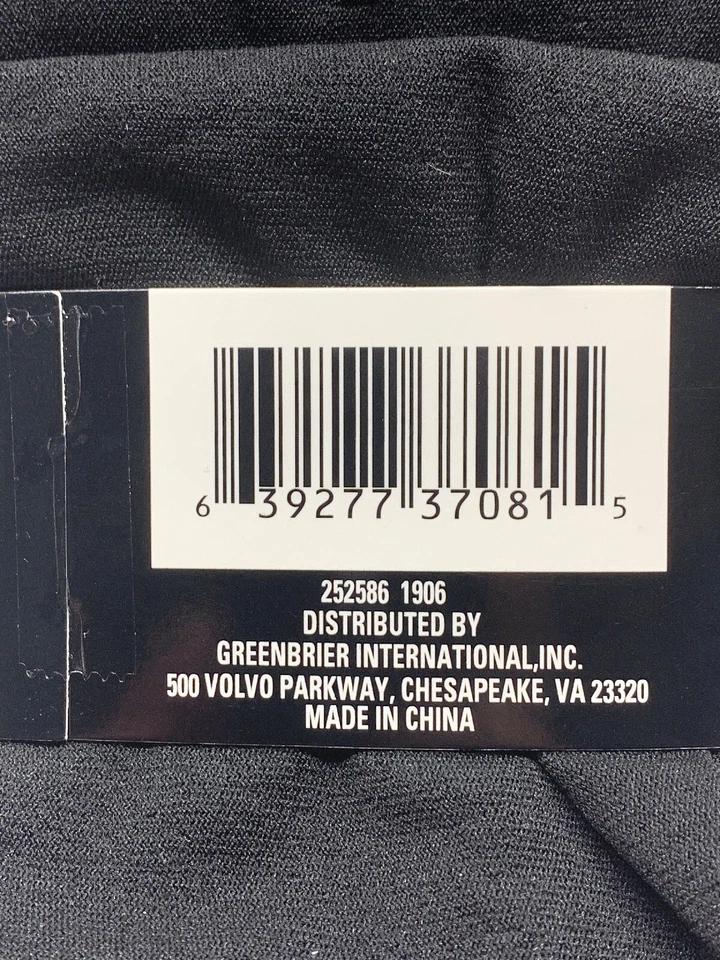 6 39277 37081 5
252586 1906
DISTRIBUTED BY
GREENBRIER INTERNATIONAL,INC.
500 VOLVO PARKWAY, CHESAPEAKE, VA 23320
MADE IN CHINA